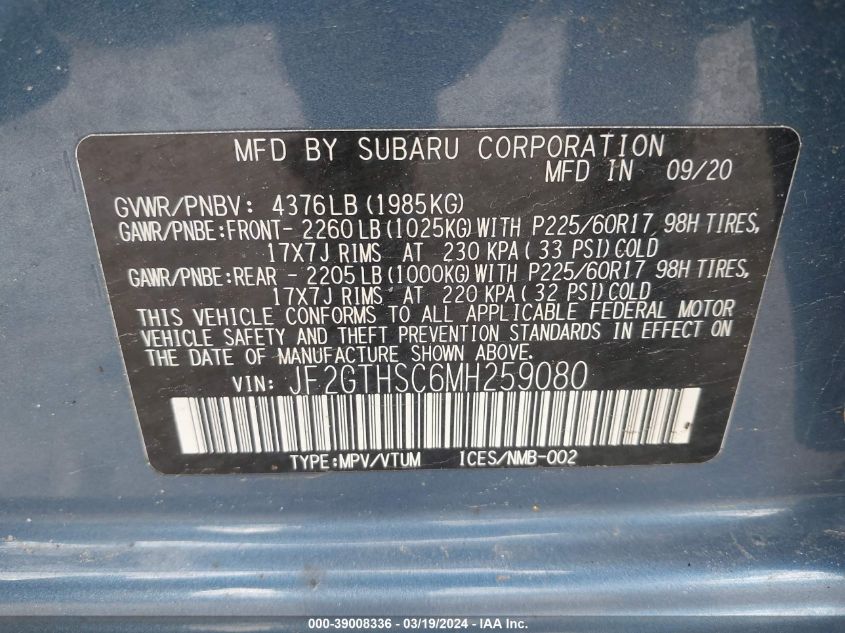 MFD BY SUBARU CORPORATION
MFD IN 09/20
GVWR/PNBV: 4376LB (1985KG)
GAWR/PNBE:FRONT- 2260 LB (1025KG) WITH P225/60R17 98H TIRES,
17X7J RIMS AT 230 KPA ( 33 PSI) COLD
GAWR/PNBE:REAR - 2205 LB (1000KG) WITH P225/60R17 98H TIRES,
17X7J RIMS AT 220 KPA ( 32 PSI) COLD
THIS VEHICLE CONFORMS TO ALL APPLICABLE FEDERAL MOTOR
VEHICLE SAFETY AND THEFT PREVENTION STANDARDS IN EFFECT ON
THE DATE OF MANUFACTURE SHOWN ABOVE.
VIN: JF2GTHSC6MH259080
TYPE:MPV/VTUM ICES/NMB-002
000-39008336 - 03/19/2024 - IAA Inc.